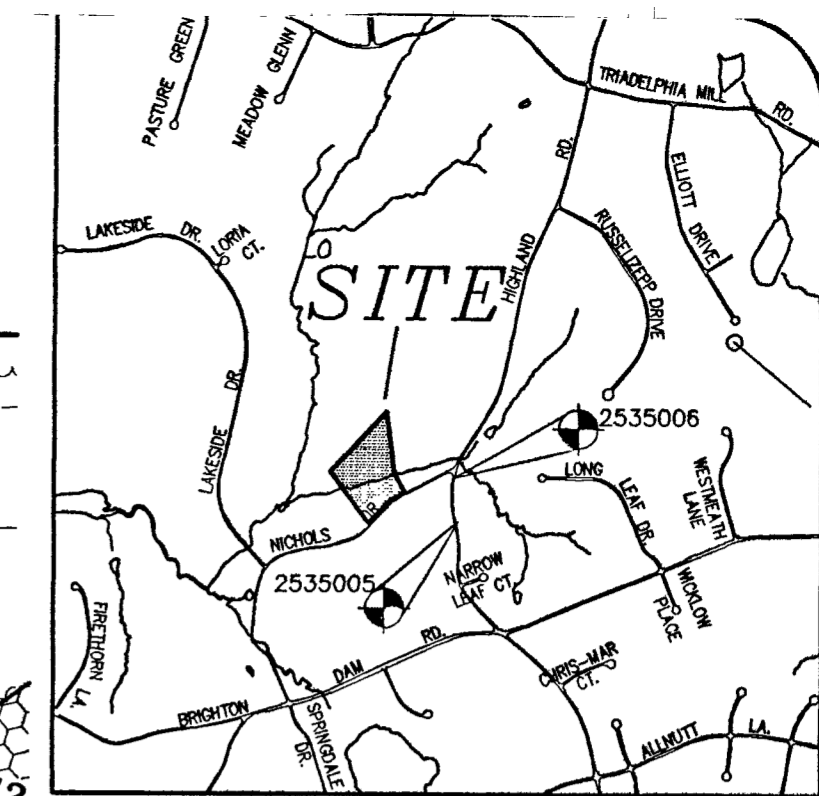 PASTURE GREEN
MEADOW GLENN
TRIADELPHIA MILL RD.
LAKESIDE DR.
LORIA
CT.
HIGHLAND RD.
RUSSELIZEPP DRIVE
ELLIOTT DRIVE
SITE
LAKESIDE DR.
2535006
LONG LEAF DR.
WESTMEATH
LANE
NICHOLS DR.
2535005
NARROW
LEAF CT.
WICKLOW
PLACE
FIRETHORN LA.
BRIGHTON DAM RD.
CHRIS-MAR
CT.
SPRINGDALE
DR.
ALLNUTT LA.